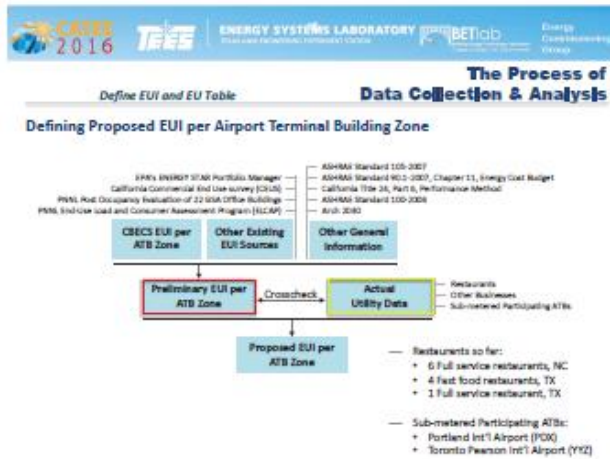 CATEE
2016
TEES
ENERGY SYSTEMS LABORATORY
TEXAS A&M ENGINEERING EXPERIMENT STATION
BETlab
Energy
Commissioning
Group
The Process of
Data Collection & Analysis
Define EUI and EU Table
Defining Proposed EUI per Airport Terminal Building Zone
EPA's ENERGY STAR Portfolio Manager
California Commercial End Use survey (CEUS)
PNNL Post Occupancy Evaluation of 22 GSA Office Buildings
PNNL End-Use Load and Consumer Assessment Program (ELCAP)
ASHRAE Standard 105-2007
ASHRAE Standard 90.1-2007, Chapter 11, Energy Cost Budget
California Title 24, Part 6, Performance Method
ASHRAE Standard 100-2006
Arch 2030
CBECS EUI per
ATB Zone
Other Existing
EUI Sources
Other General
Information
Preliminary EUI per
ATB Zone
Crosscheck
Actual
Utility Data
Restaurants
Other Businesses
Sub-metered Participating ATBs
Proposed EUI per
ATB Zone
— Restaurants so far:
• 6 Full service restaurants, NC
• 4 Fast food restaurants, TX
• 1 Full service restaurant, TX
— Sub-metered Participating ATBs:
• Portland Int'l Airport (PDX)
• Toronto Pearson Int'l Airport (YYZ)